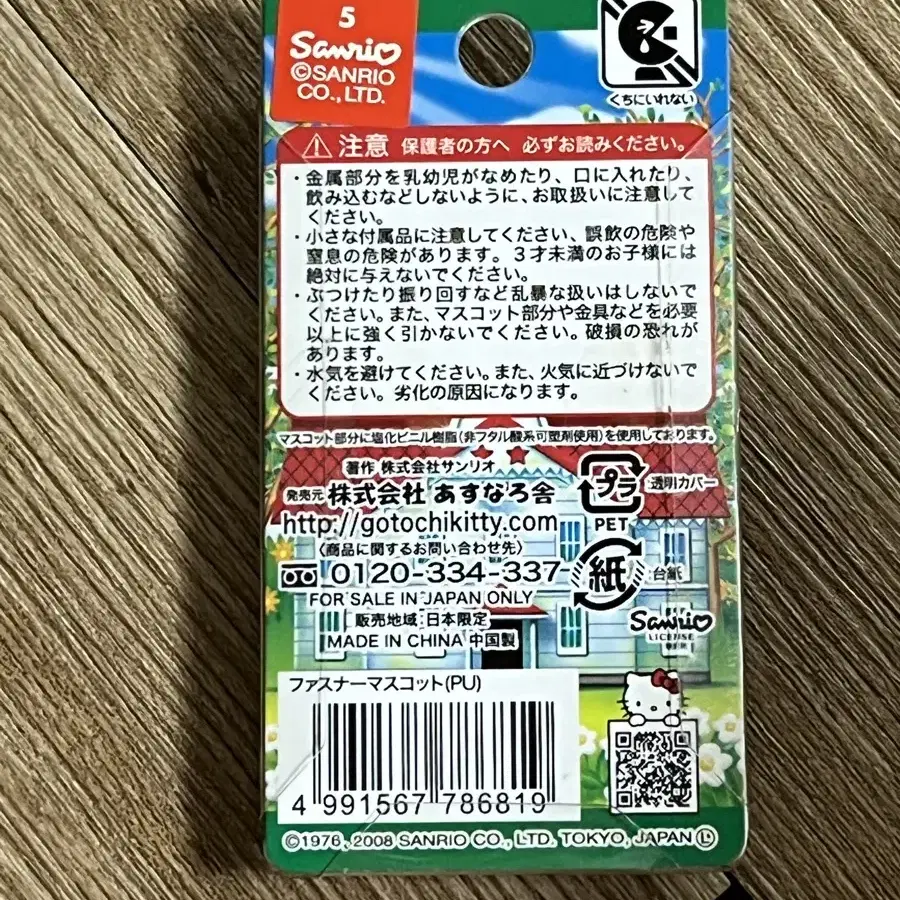 5
Sanrio
©SANRIO
CO., LTD.
くちにいれない
注意 保護者の方へ 必ずお読みください。
・金属部分を乳幼児がなめたり、口に入れたり、
飲み込むなどしないように、お取扱いに注意して
ください。
・小さな付属品に注意してください、誤飲の危険や
窒息の危険があります。３才未満のお子様には
絶対に与えないでください。
・ぶつけたり振り回すなど乱暴な扱いはしないで
ください。また、マスコット部分や金具などを必要
以上に強く引かないでください。破損の恐れが
あります。
・水気を避けてください。また、火気に近づけないで
ください。劣化の原因になります。
マスコット部分に塩化ビニル樹脂(非フタル酸系可塑剤使用)を使用しております。
著作 株式会社サンリオ
発売元 株式会社 あすなろ舎
http://gotochikitty.com
〈商品に関するお問い合わせ先〉
0120-334-337
FOR SALE IN JAPAN ONLY
販売地域 日本限定
MADE IN CHINA 中国製
プラ 透明カバー
PET
紙 台紙
Sanrio
LICENSE
ファスナーマスコット(PU)
4 991567 786819
©1976, 2008 SANRIO CO., LTD. TOKYO, JAPAN Ⓛ